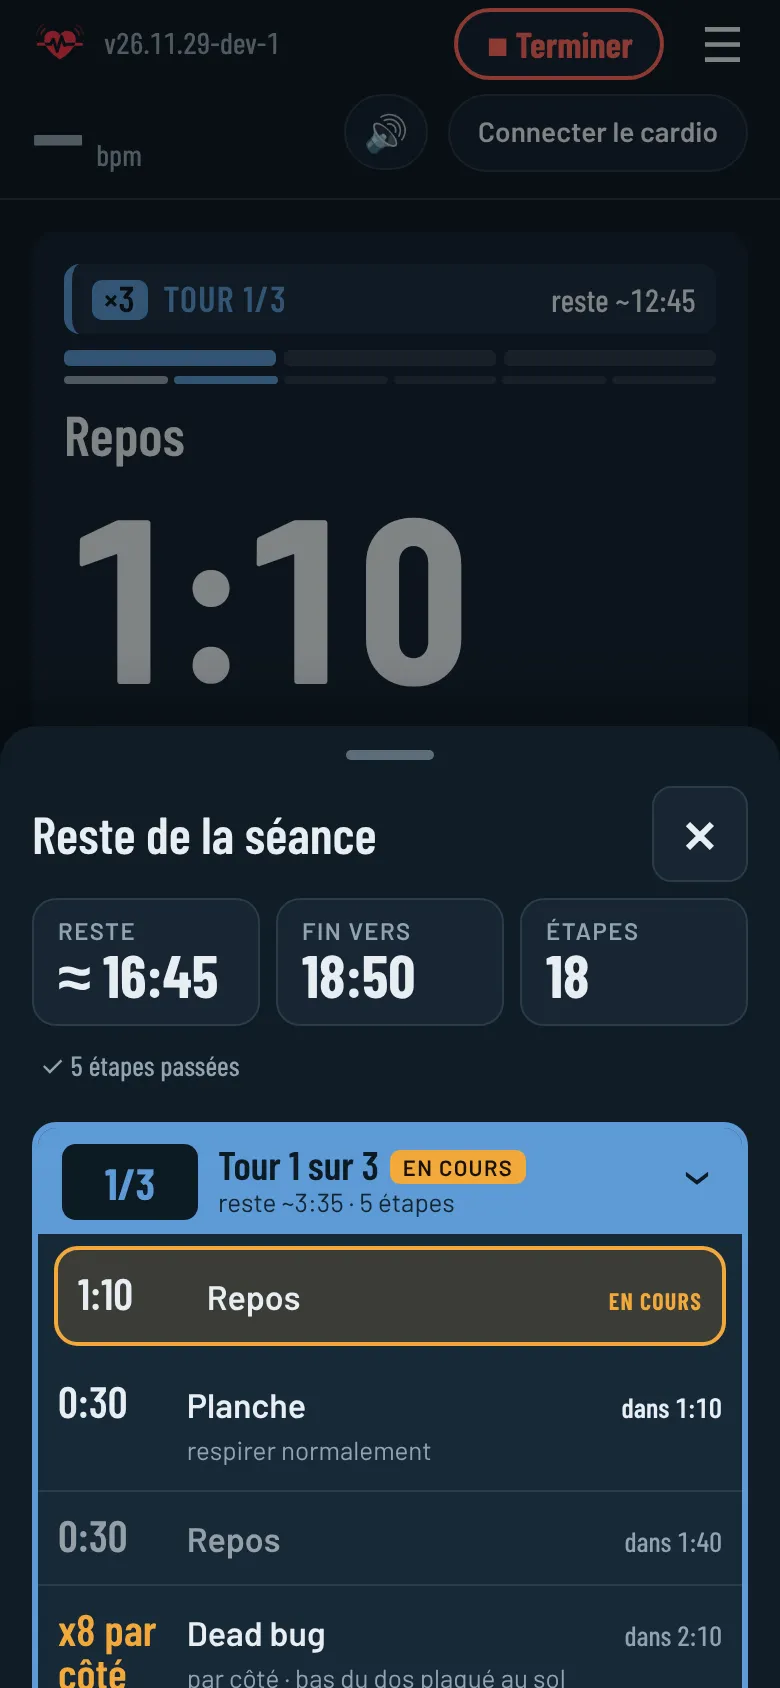 v26.11.29-dev-1
Terminer
bpm
Connecter le cardio
×3 TOUR 1/3 reste ~12:45
Repos
1:10
Reste de la séance
RESTE
≈ 16:45
FIN VERS
18:50
ÉTAPES
18
✓ 5 étapes passées
1/3
Tour 1 sur 3 EN COURS
reste ~3:35 · 5 étapes
1:10 Repos EN COURS
0:30 Planche dans 1:10
respirer normalement
0:30 Repos dans 1:40
x8 par côté
Dead bug dans 2:10
par côté · bas du dos plaqué au sol